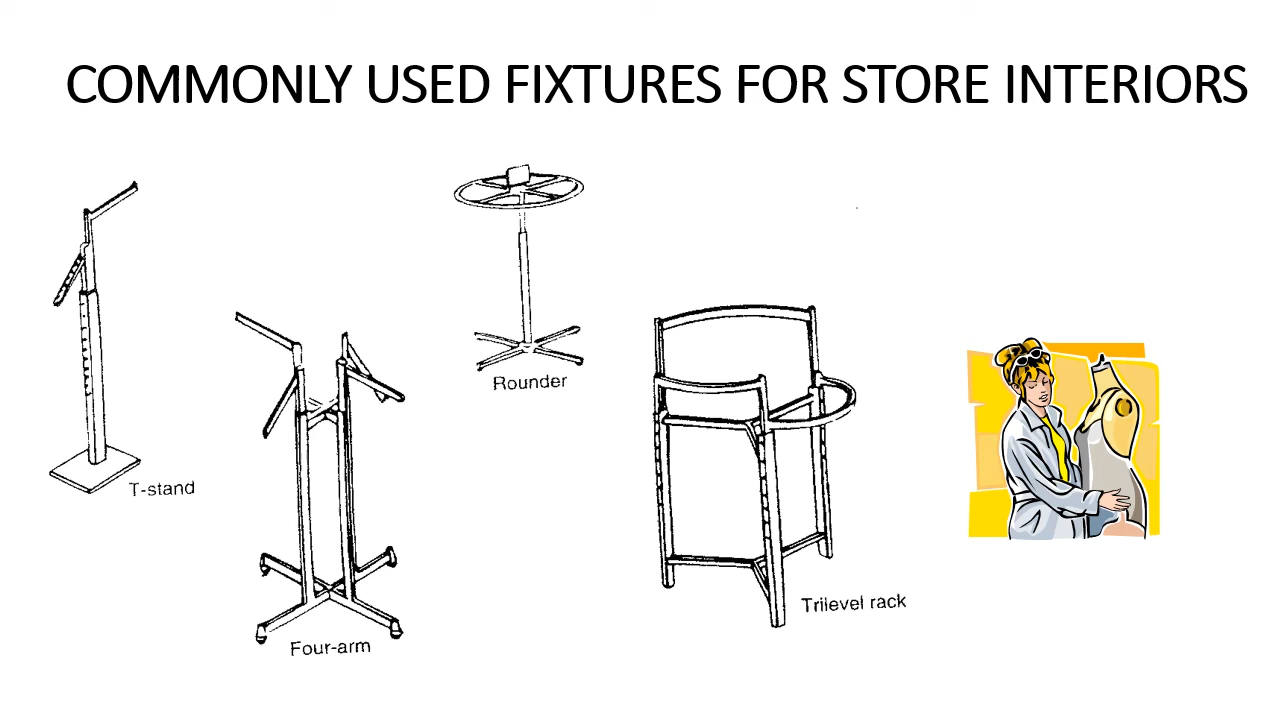 COMMONLY USED FIXTURES FOR STORE INTERIORS
Rounder
T-stand
Four-arm
Trilevel rack